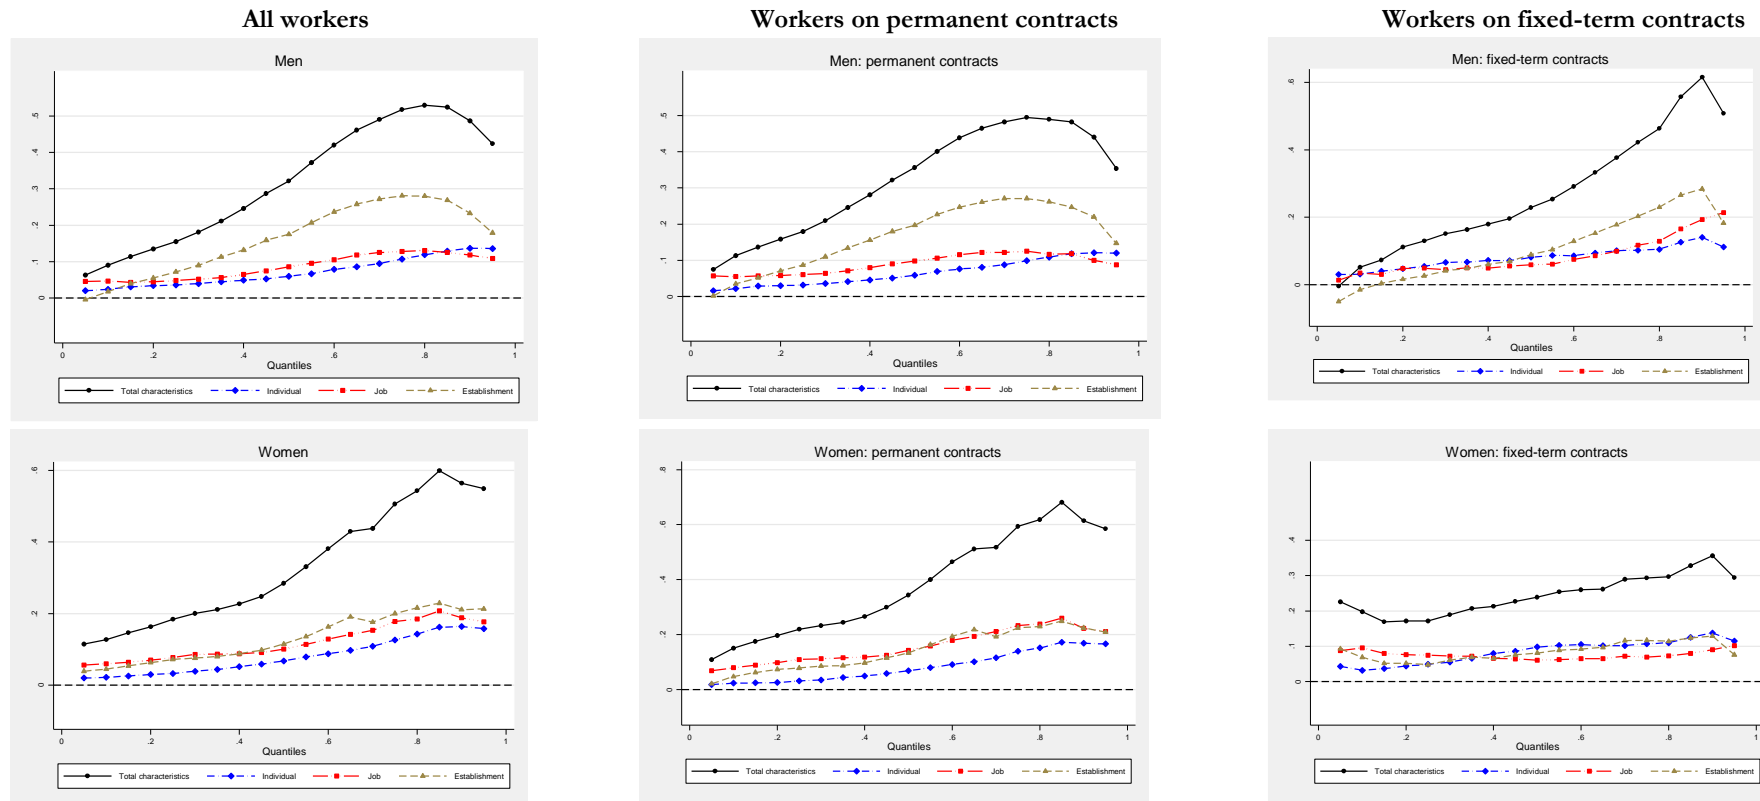 All workers
Workers on permanent contracts
Workers on fixed-term contracts
Men
.5
.4
.3
.2
.1
0
0
.2
.4
.6
.8
1
Quantiles
Total characteristics
Individual
Job
Establishment
Men: permanent contracts
.5
.4
.3
.2
.1
0
0
.2
.4
.6
.8
1
Quantiles
Total characteristics
Individual
Job
Establishment
Men: fixed-term contracts
.6
.4
.2
0
0
.2
.4
.6
.8
1
Quantiles
Total characteristics
Individual
Job
Establishment
Women
.6
.4
.2
0
0
.2
.4
.6
.8
1
Quantiles
Total characteristics
Individual
Job
Establishment
Women: permanent contracts
.8
.6
.4
.2
0
0
.2
.4
.6
.8
1
Quantiles
Total characteristics
Individual
Job
Establishment
Women: fixed-term contracts
.4
.3
.2
.1
0
0
.2
.4
.6
.8
1
Quantiles
Total characteristics
Individual
Job
Establishment